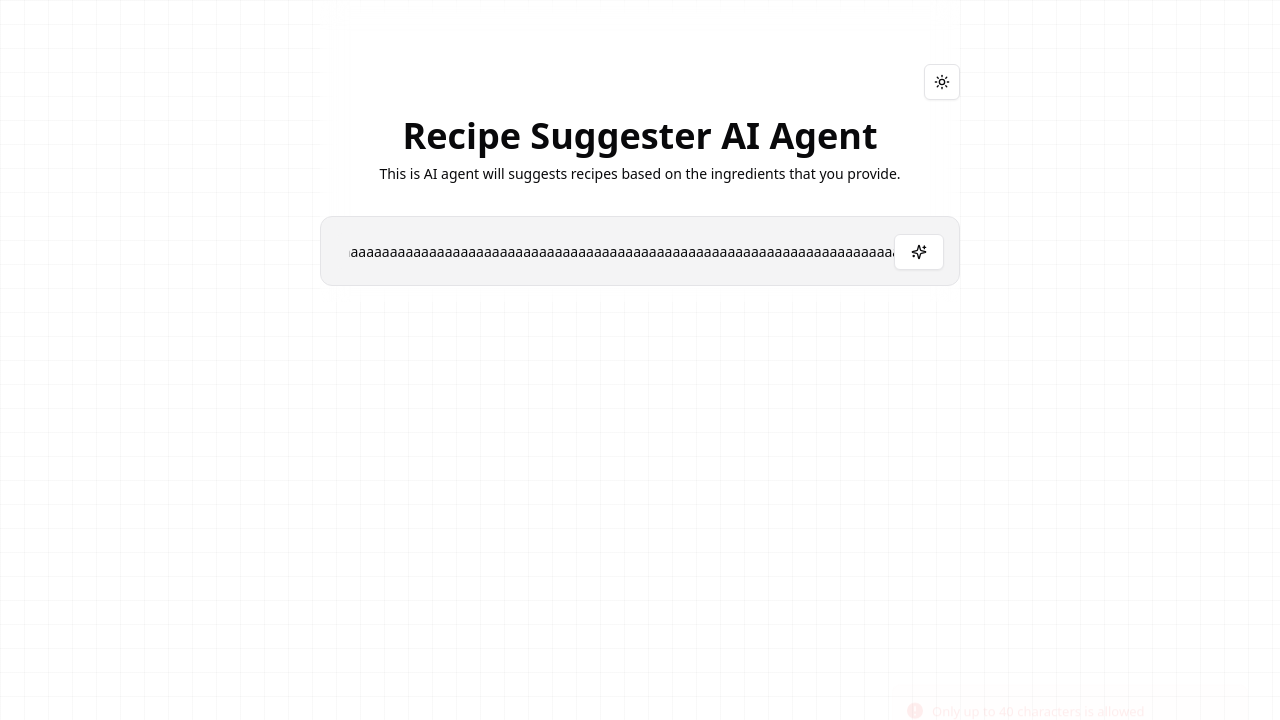 Recipe Suggester AI Agent
This is AI agent will suggests recipes based on the ingredients that you provide.
aaaaaaaaaaaaaaaaaaaaaaaaaaaaaaaaaaaaaaaaaaaaaaaaaaaaaaaaaaaaaaaaaaaaa
Only up to 40 characters is allowed